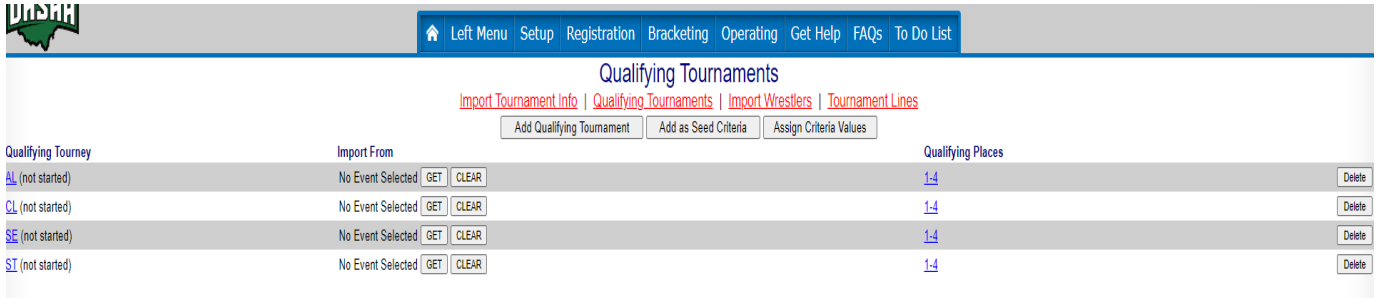 OHSAA
Left Menu Setup Registration Bracketing Operating Get Help FAQs To Do List
Qualifying Tournaments
Import Tournament Info | Qualifying Tournaments | Import Wrestlers | Tournament Lines
Add Qualifying Tournament Add as Seed Criteria Assign Criteria Values
Qualifying Tourney Import From Qualifying Places
AL (not started) No Event Selected GET CLEAR 1-4 Delete
CL (not started) No Event Selected GET CLEAR 1-4 Delete
SE (not started) No Event Selected GET CLEAR 1-4 Delete
ST (not started) No Event Selected GET CLEAR 1-4 Delete